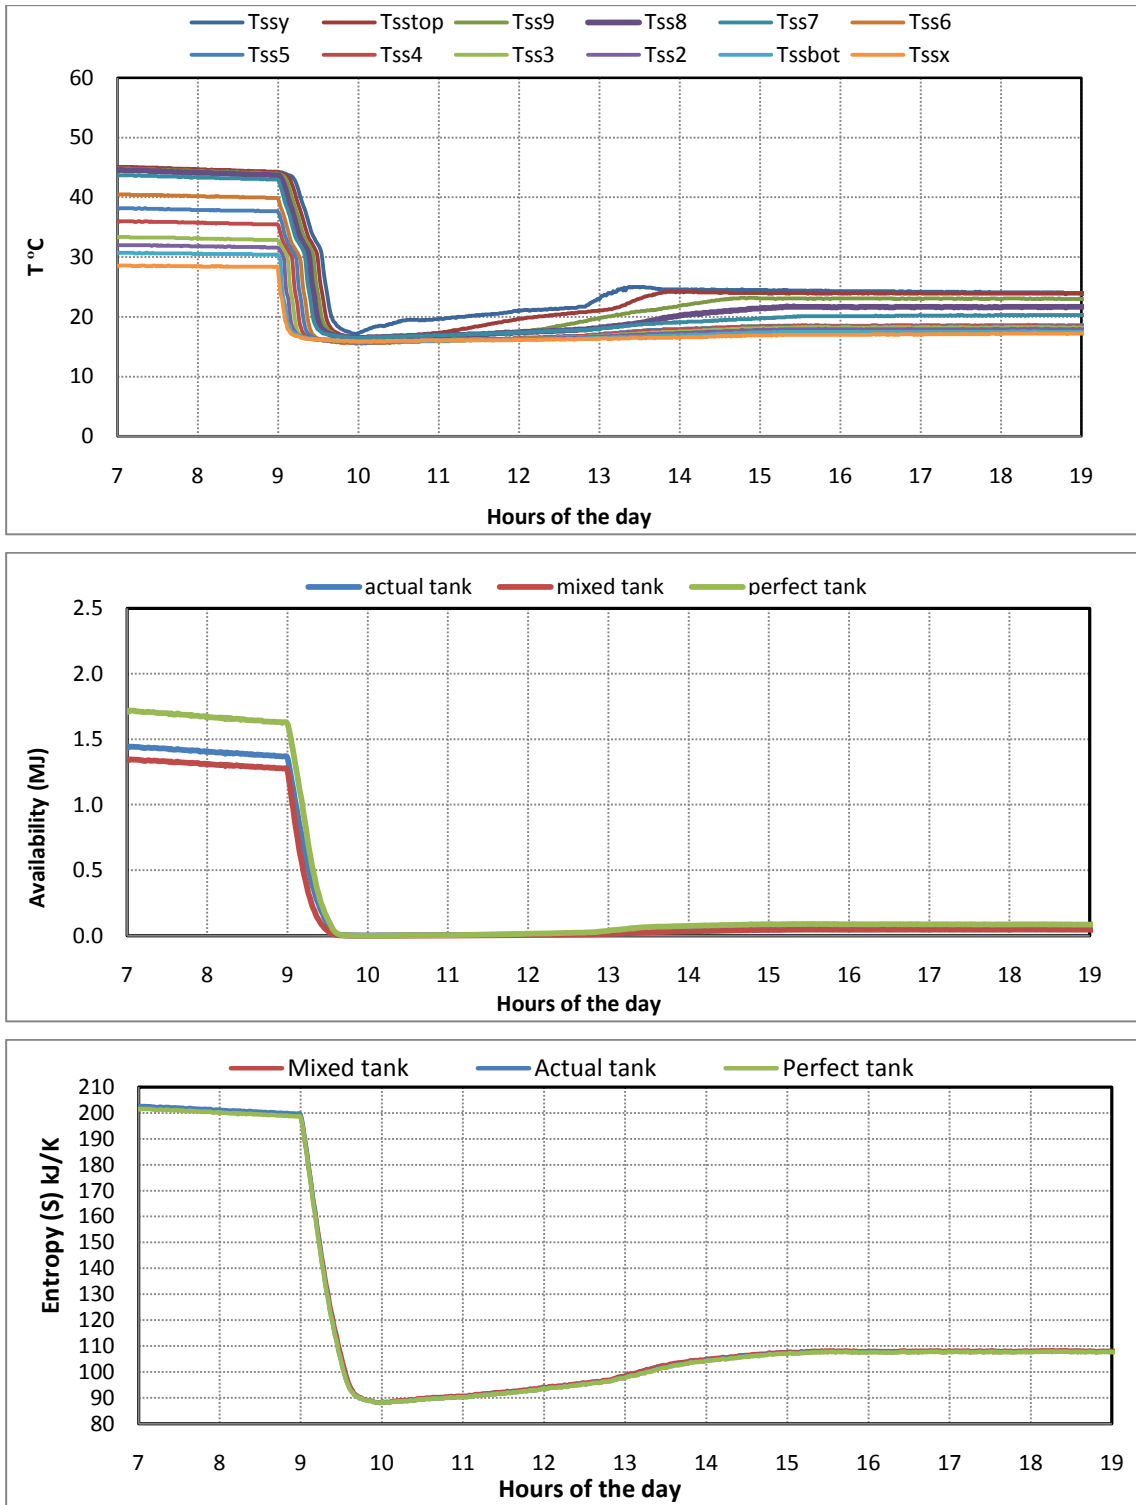 Tssy Tsstop Tss9 Tss8 Tss7 Tss6
Tss5 Tss4 Tss3 Tss2 Tssbot Tssx
60
50
40
30
20
10
0
T ºC
7 8 9 10 11 12 13 14 15 16 17 18 19
Hours of the day
actual tank mixed tank perfect tank
2.5
2.0
1.5
1.0
0.5
0.0
Availability (MJ)
7 8 9 10 11 12 13 14 15 16 17 18 19
Hours of the day
Mixed tank Actual tank Perfect tank
210
200
190
180
170
160
150
140
130
120
110
100
90
80
Entropy (S) kJ/K
7 8 9 10 11 12 13 14 15 16 17 18 19
Hours of the day